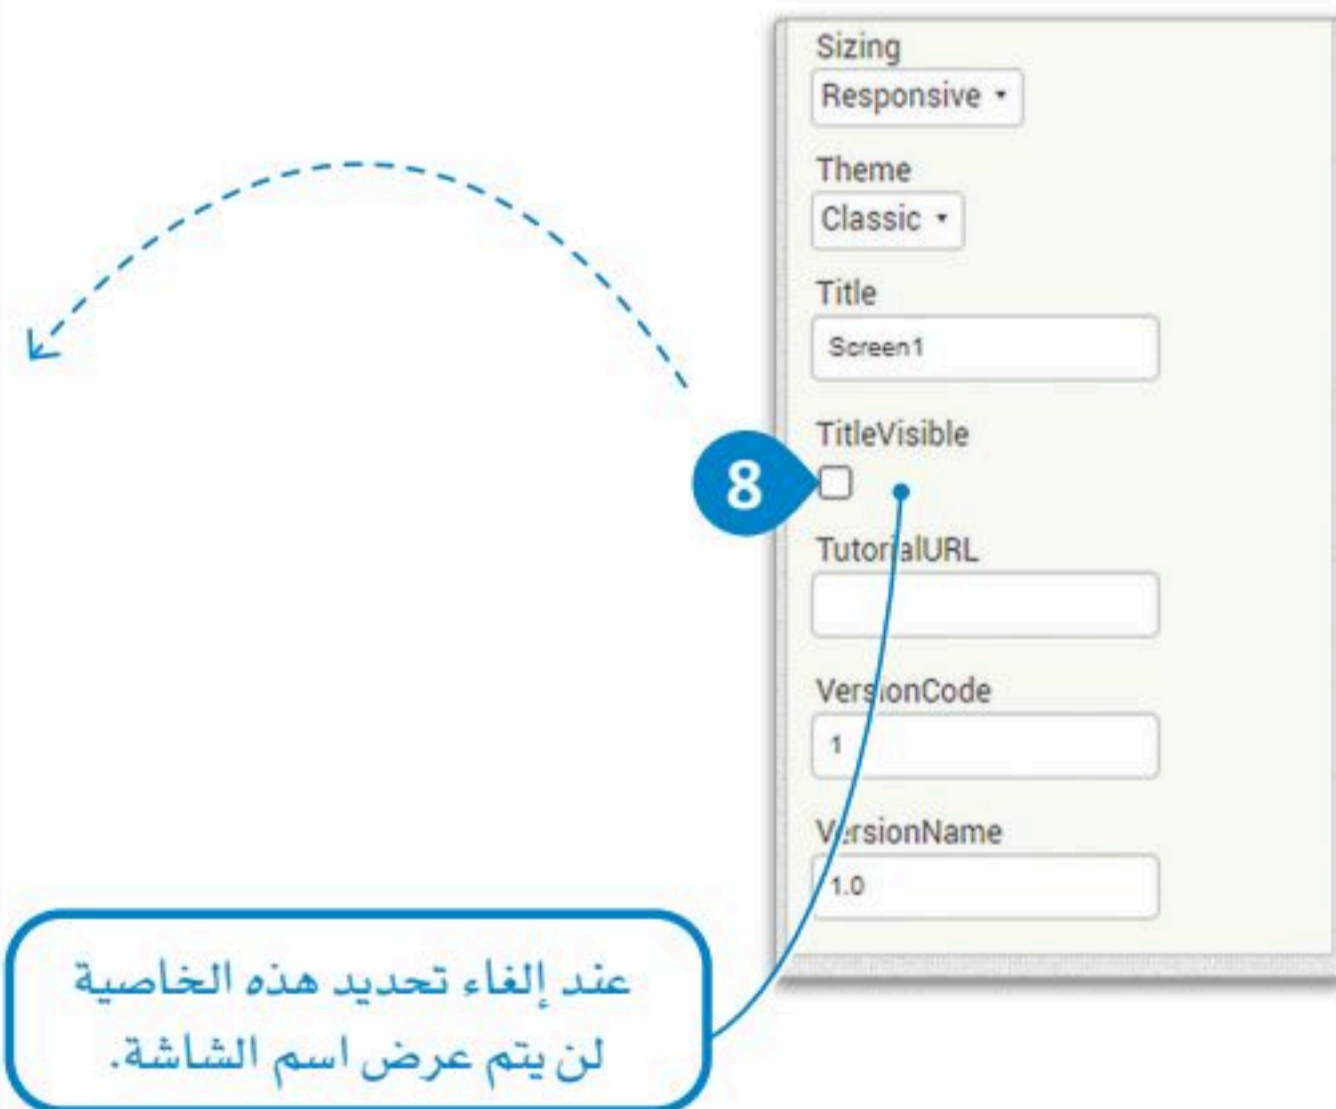 Sizing
Responsive
Theme
Classic
Title
Screen1
TitleVisible
8
TutorialURL
VersionCode
1
VersionName
1.0
عند إلغاء تحديد هذه الخاصية
لن يتم عرض اسم الشاشة.